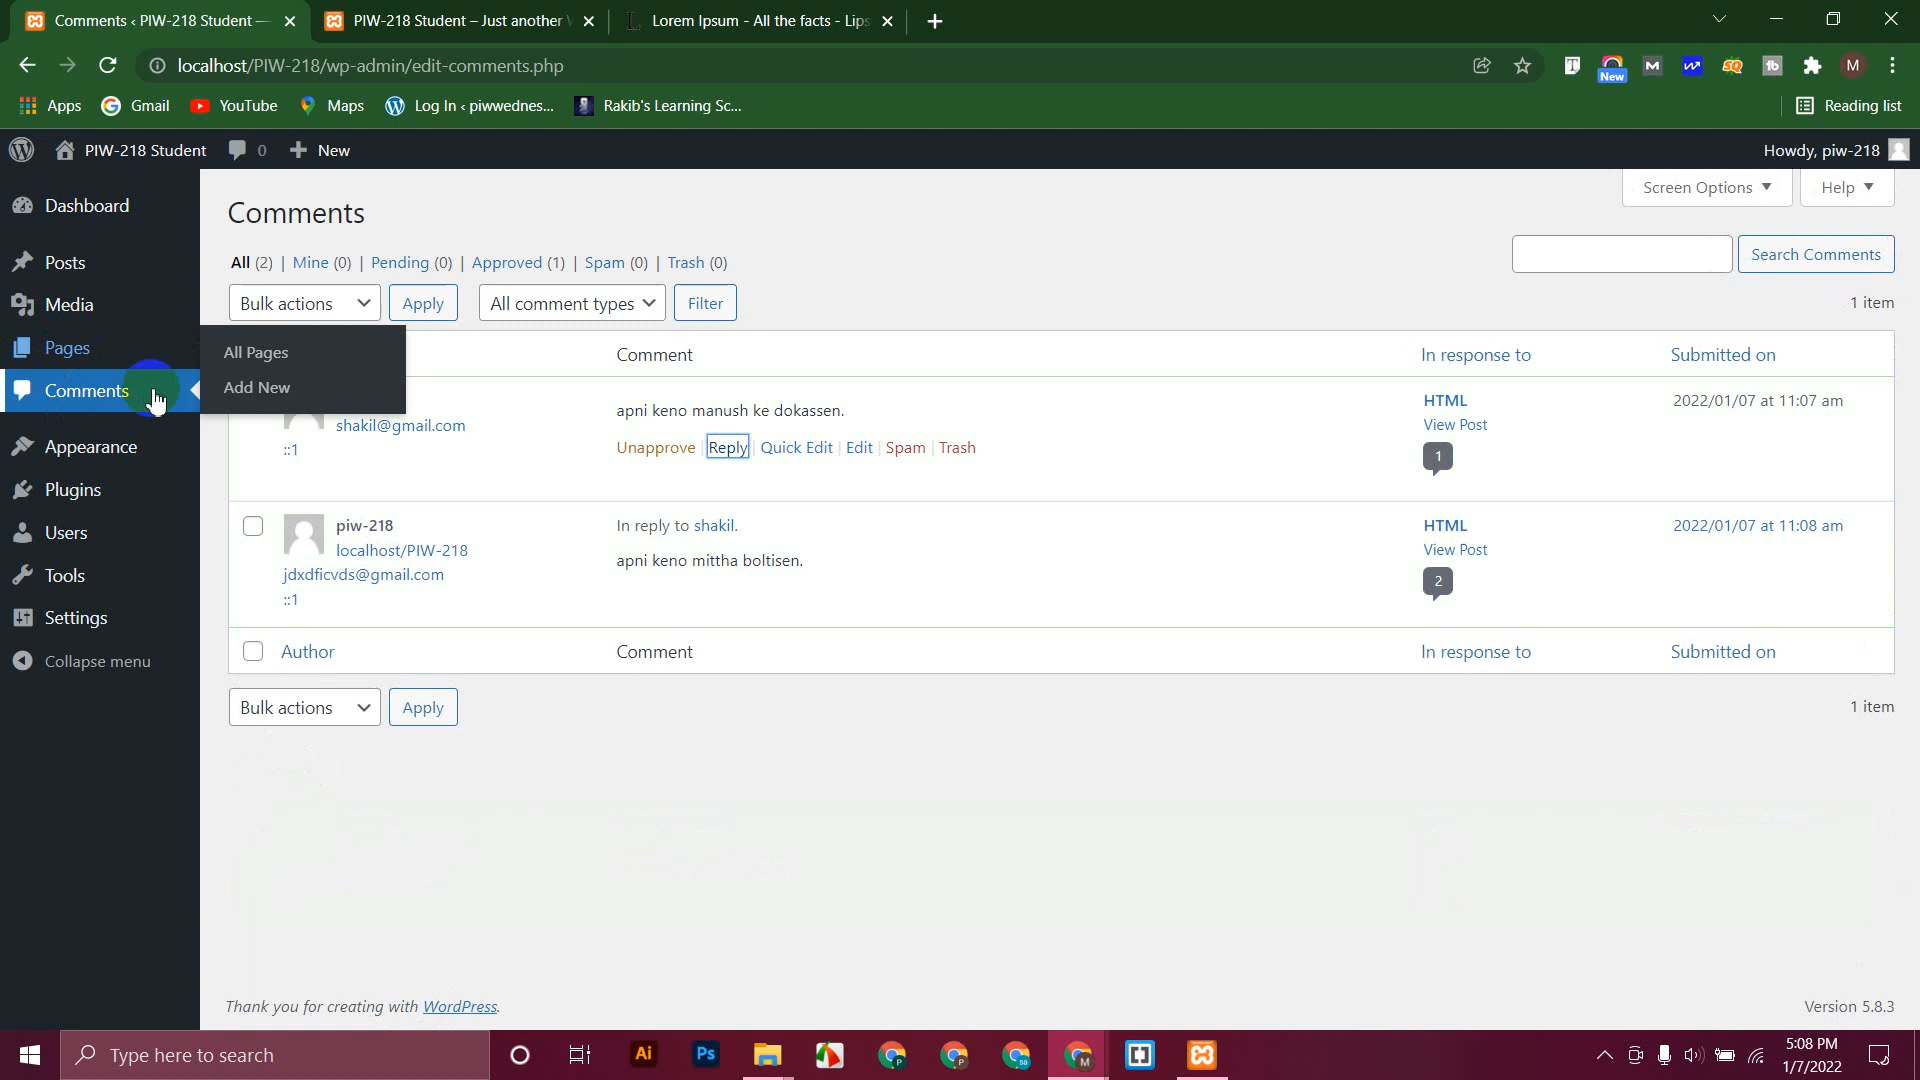 Comments ‹ PIW-218 Student —
PIW-218 Student – Just another
Lorem Ipsum - All the facts - Lips
localhost/PIW-218/wp-admin/edit-comments.php
New
M
Apps
Gmail
YouTube
Maps
Log In ‹ piwwednes...
Rakib's Learning Sc...
Reading list
PIW-218 Student
0
New
Howdy, piw-218
Dashboard
Posts
Media
Pages
Comments
Appearance
Plugins
Users
Tools
Settings
Collapse menu
All Pages
Add New
Screen Options
Help
Comments
All (2) | Mine (0) | Pending (0) | Approved (1) | Spam (0) | Trash (0)
Search Comments
Bulk actions
Apply
All comment types
Filter
1 item
Comment
In response to
Submitted on
shakil@gmail.com
::1
apni keno manush ke dokassen.
Unapprove | Reply | Quick Edit | Edit | Spam | Trash
HTML
View Post
1
2022/01/07 at 11:07 am
piw-218
localhost/PIW-218
jdxdficvds@gmail.com
::1
In reply to shakil.
apni keno mittha boltisen.
HTML
View Post
2
2022/01/07 at 11:08 am
Author
Comment
In response to
Submitted on
Bulk actions
Apply
1 item
Thank you for creating with WordPress.
Version 5.8.3
Type here to search
Ai
Ps
5:08 PM
1/7/2022